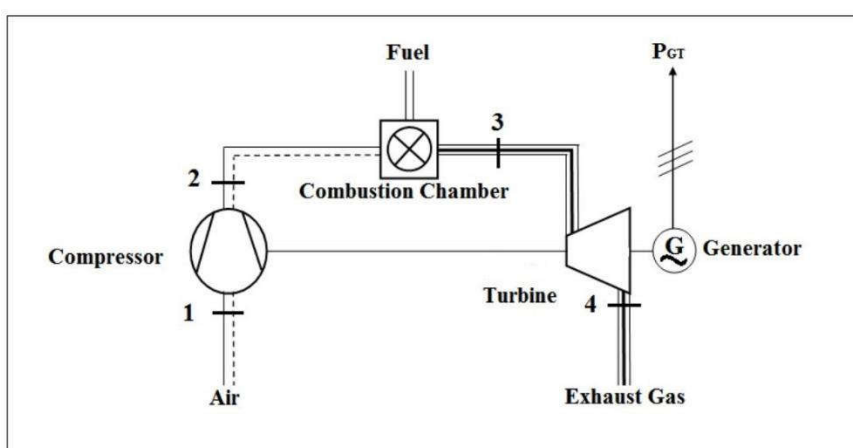 Fuel
PGT
3
2
Combustion Chamber
Compressor
G
Generator
1
Turbine
4
Air
Exhaust Gas